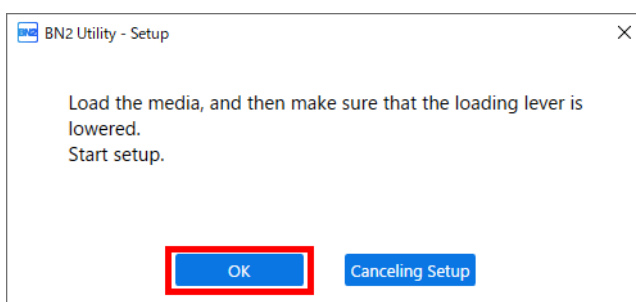 BN2 BN2 Utility - Setup
Load the media, and then make sure that the loading lever is
lowered.
Start setup.
OK Canceling Setup